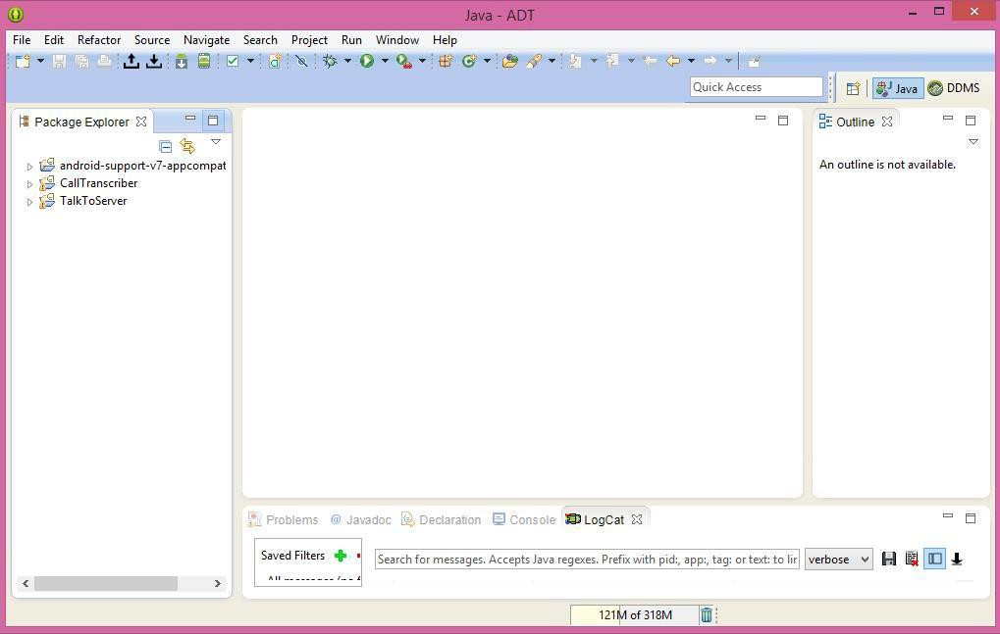 Java - ADT
File Edit Refactor Source Navigate Search Project Run Window Help
Quick Access
Java
DDMS
Package Explorer
android-support-v7-appcompat
CallTranscriber
TalkToServer
Outline
An outline is not available.
Problems @ Javadoc Declaration Console LogCat
Saved Filters
All messages (no f
Search for messages. Accepts Java regexes. Prefix with pid:, app:, tag: or text: to lir
verbose
121M of 318M